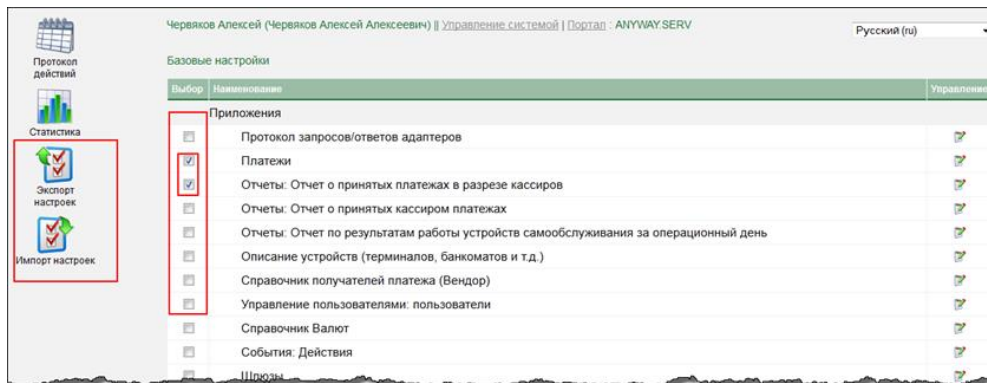 Протокол
действий
Статистика
Экспорт
настроек
Импорт настроек
Червяков Алексей (Червяков Алексей Алексеевич) || Управление системой | Портал : ANYWAY.SERV
Русский (ru)
Базовые настройки
Выбор Наименование Управление
Приложения
Протокол запросов/ответов адаптеров
Платежи
Отчеты: Отчет о принятых платежах в разрезе кассиров
Отчеты: Отчет о принятых кассиром платежах
Отчеты: Отчет по результатам работы устройств самообслуживания за операционный день
Описание устройств (терминалов, банкоматов и т.д.)
Справочник получателей платежа (Вендор)
Управление пользователями: пользователи
Справочник Валют
События: Действия
Шлюзы